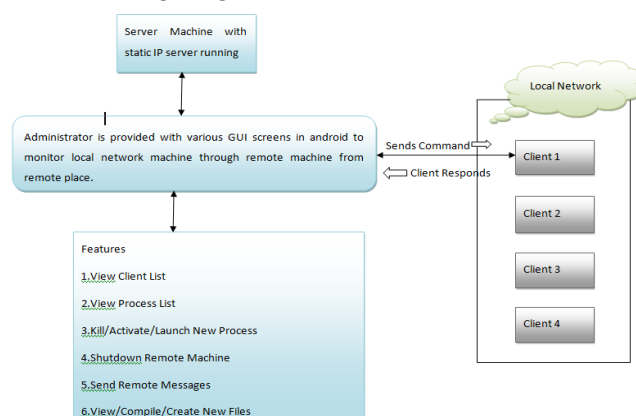 Server Machine with
static IP server running
Local Network
Administrator is provided with various GUI screens in android to
monitor local network machine through remote machine from
remote place.
Sends Command
Client Responds
Client 1
Client 2
Client 3
Client 4
Features
1.View Client List
2.View Process List
3.Kill/Activate/Launch New Process
4.Shutdown Remote Machine
5.Send Remote Messages
6.View/Compile/Create New Files